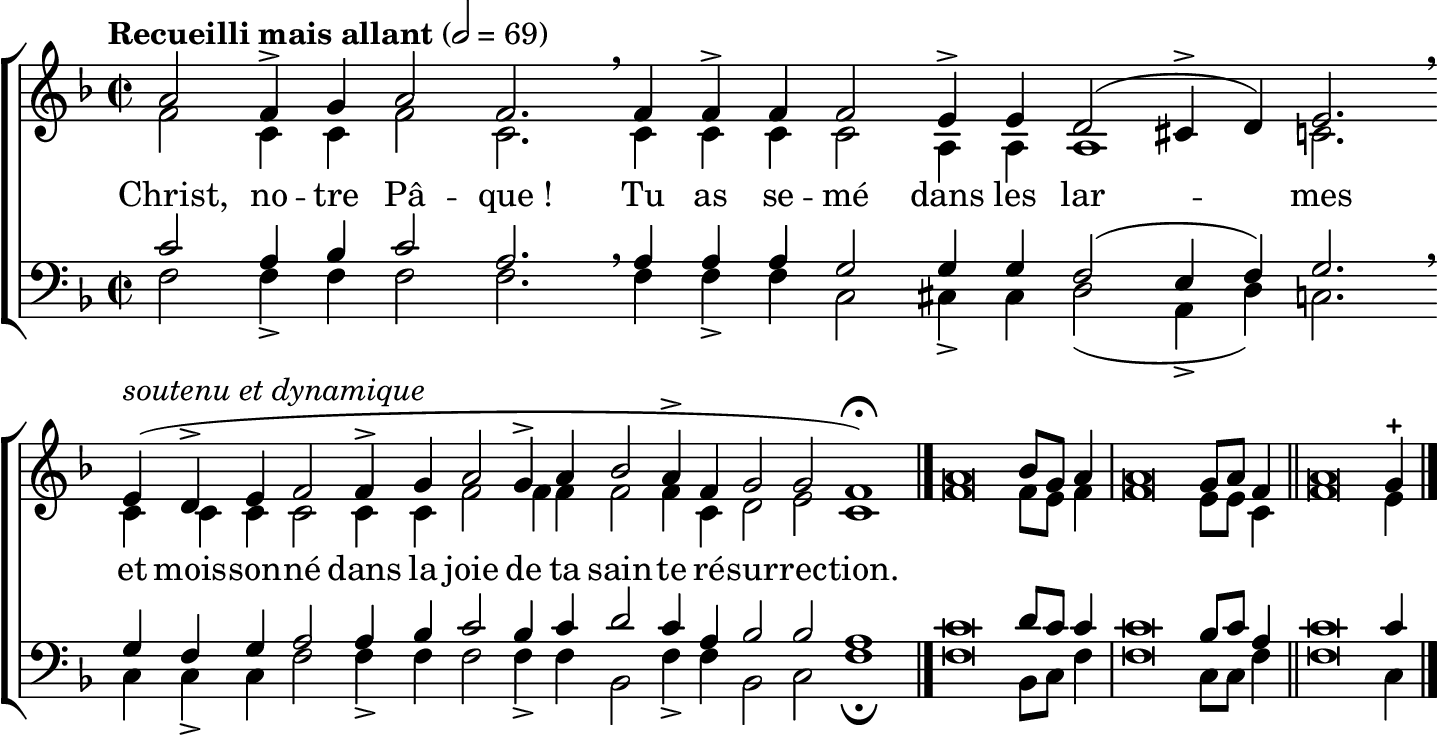 Recueilli mais allant (𝅗𝅥 = 69)
Christ, no - tre Pâ - que ! Tu as se - mé dans les lar - mes
soutenu et dynamique
et moissonné dans la joie de ta sainte résurrection.